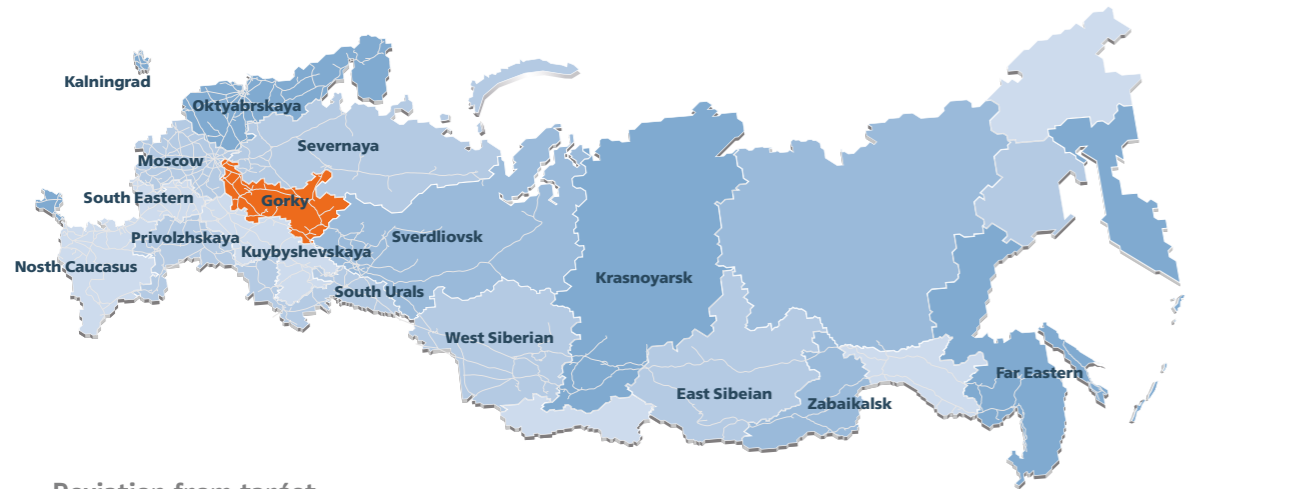 Kalningrad
Oktyabrskaya
Severnaya
Moscow
South Eastern
Gorky
Privolzhskaya
Sverdliovsk
Kuybyshevskaya
Nosth Caucasus
Krasnoyarsk
South Urals
West Siberian
Far Eastern
East Sibeian
Zabaikalsk